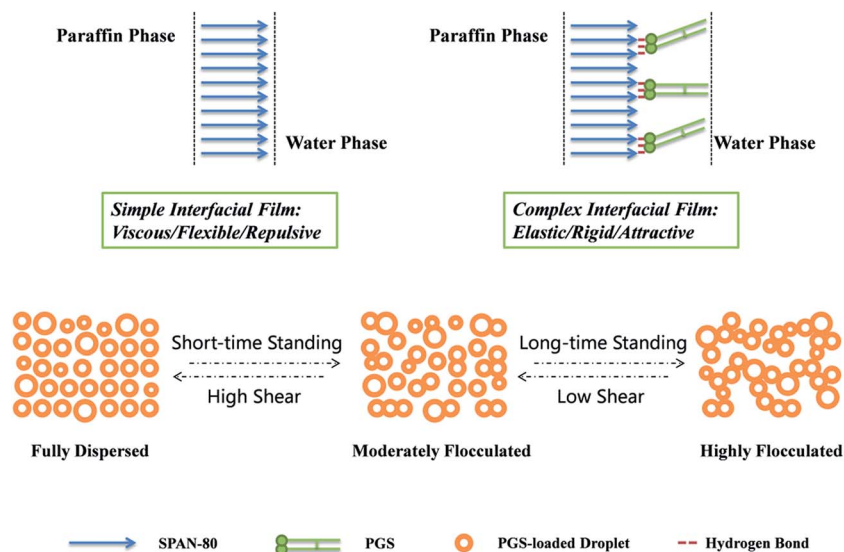 Paraffin Phase
Water Phase
Paraffin Phase
Water Phase
Simple Interfacial Film:
Viscous/Flexible/Repulsive
Complex Interfacial Film:
Elastic/Rigid/Attractive
Short-time Standing
High Shear
Long-time Standing
Low Shear
Fully Dispersed
Moderately Flocculated
Highly Flocculated
SPAN-80
PGS
PGS-loaded Droplet
Hydrogen Bond